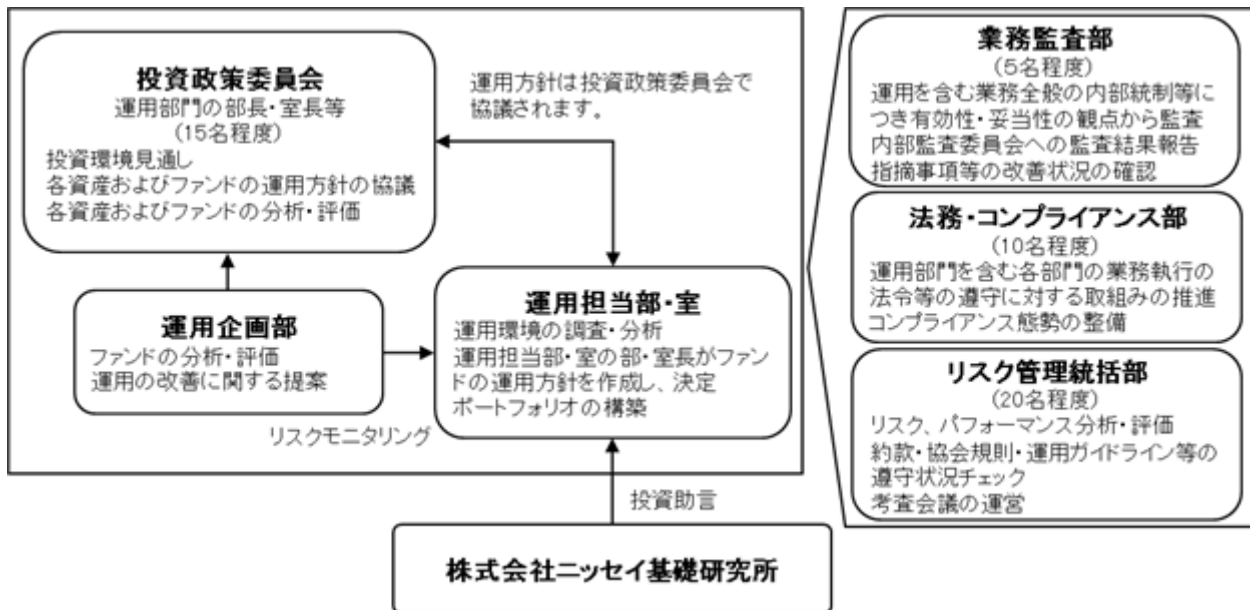 投資政策委員会
運用部門の部長・室長等
(15名程度)
投資環境見通し
各資産およびファンドの運用方針の協議
各資産およびファンドの分析・評価
運用方針は投資政策委員会で
協議されます。
運用企画部
ファンドの分析・評価
運用の改善に関する提案
リスクモニタリング
運用担当部・室
運用環境の調査・分析
運用担当部・室の部・室長がファン
ドの運用方針を作成し、決定
ポートフォリオの構築
投資助言
株式会社ニッセイ基礎研究所
業務監査部
(5名程度)
運用を含む業務全般の内部統制等に
つき有効性・妥当性の観点から監査
内部監査委員会への監査結果報告
指摘事項等の改善状況の確認
法務・コンプライアンス部
(10名程度)
運用部門を含む各部門の業務執行の
法令等の遵守に対する取組みの推進
コンプライアンス態勢の整備
リスク管理統括部
(20名程度)
リスク、パフォーマンス分析・評価
約款・協会規則・運用ガイドライン等の
遵守状況チェック
考査会議の運営